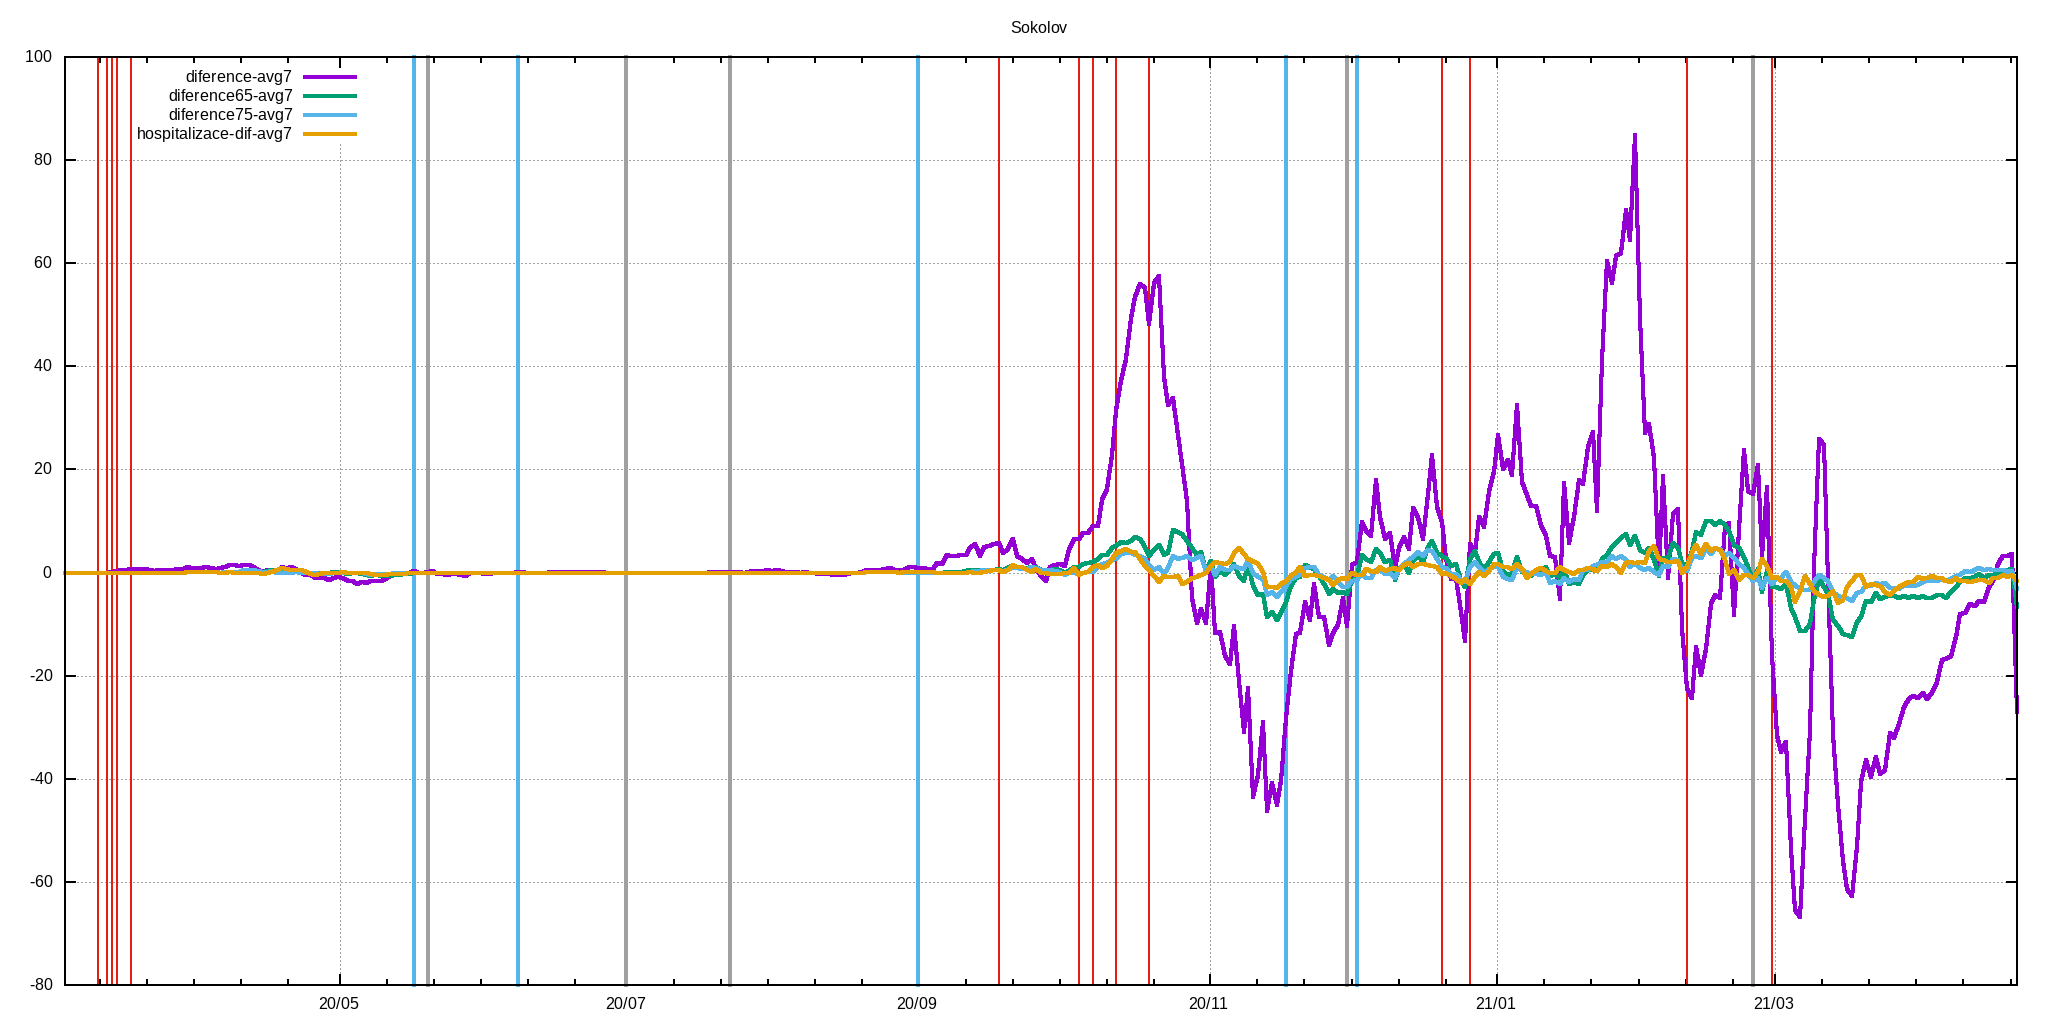 Sokolov
diference-avg7
diference65-avg7
diference75-avg7
hospitalizace-dif-avg7
100
80
60
40
20
0
-20
-40
-60
-80
20/05 20/07 20/09 20/11 21/01 21/03